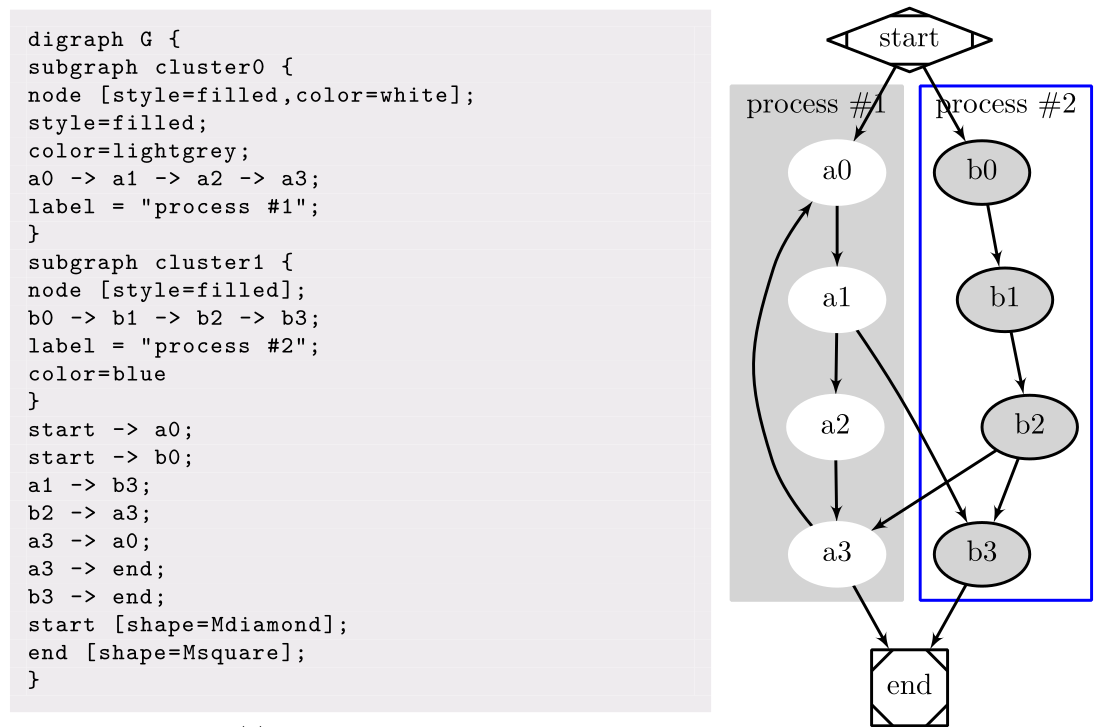 digraph G {
subgraph cluster0 {
node [style=filled,color=white];
style=filled;
color=lightgrey;
a0 -> a1 -> a2 -> a3;
label = "process #1";
}
subgraph cluster1 {
node [style=filled];
b0 -> b1 -> b2 -> b3;
label = "process #2";
color=blue
}
start -> a0;
start -> b0;
a1 -> b3;
b2 -> a3;
a3 -> a0;
a3 -> end;
b3 -> end;
start [shape=Mdiamond];
end [shape=Msquare];
}
start
process #1
process #2
a0
b0
a1
b1
a2
b2
a3
b3
end